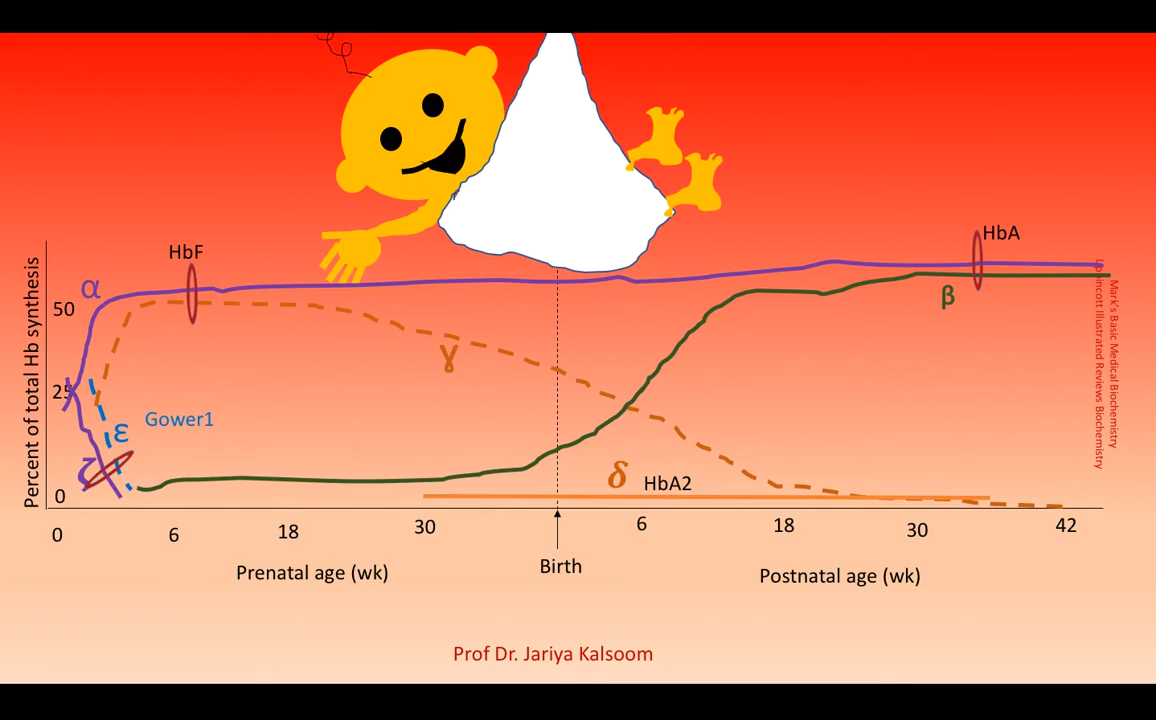 HbF
HbA
α
50
β
γ
25
Gower1
ε
ζ
δ
HbA2
0
Percent of total Hb synthesis
Mark's Basic Medical Biochemistry
Lippincott Illustrated Reviews Biochemistry
0
6
18
30
6
18
30
42
Prenatal age (wk)
Birth
Postnatal age (wk)
Prof Dr. Jariya Kalsoom